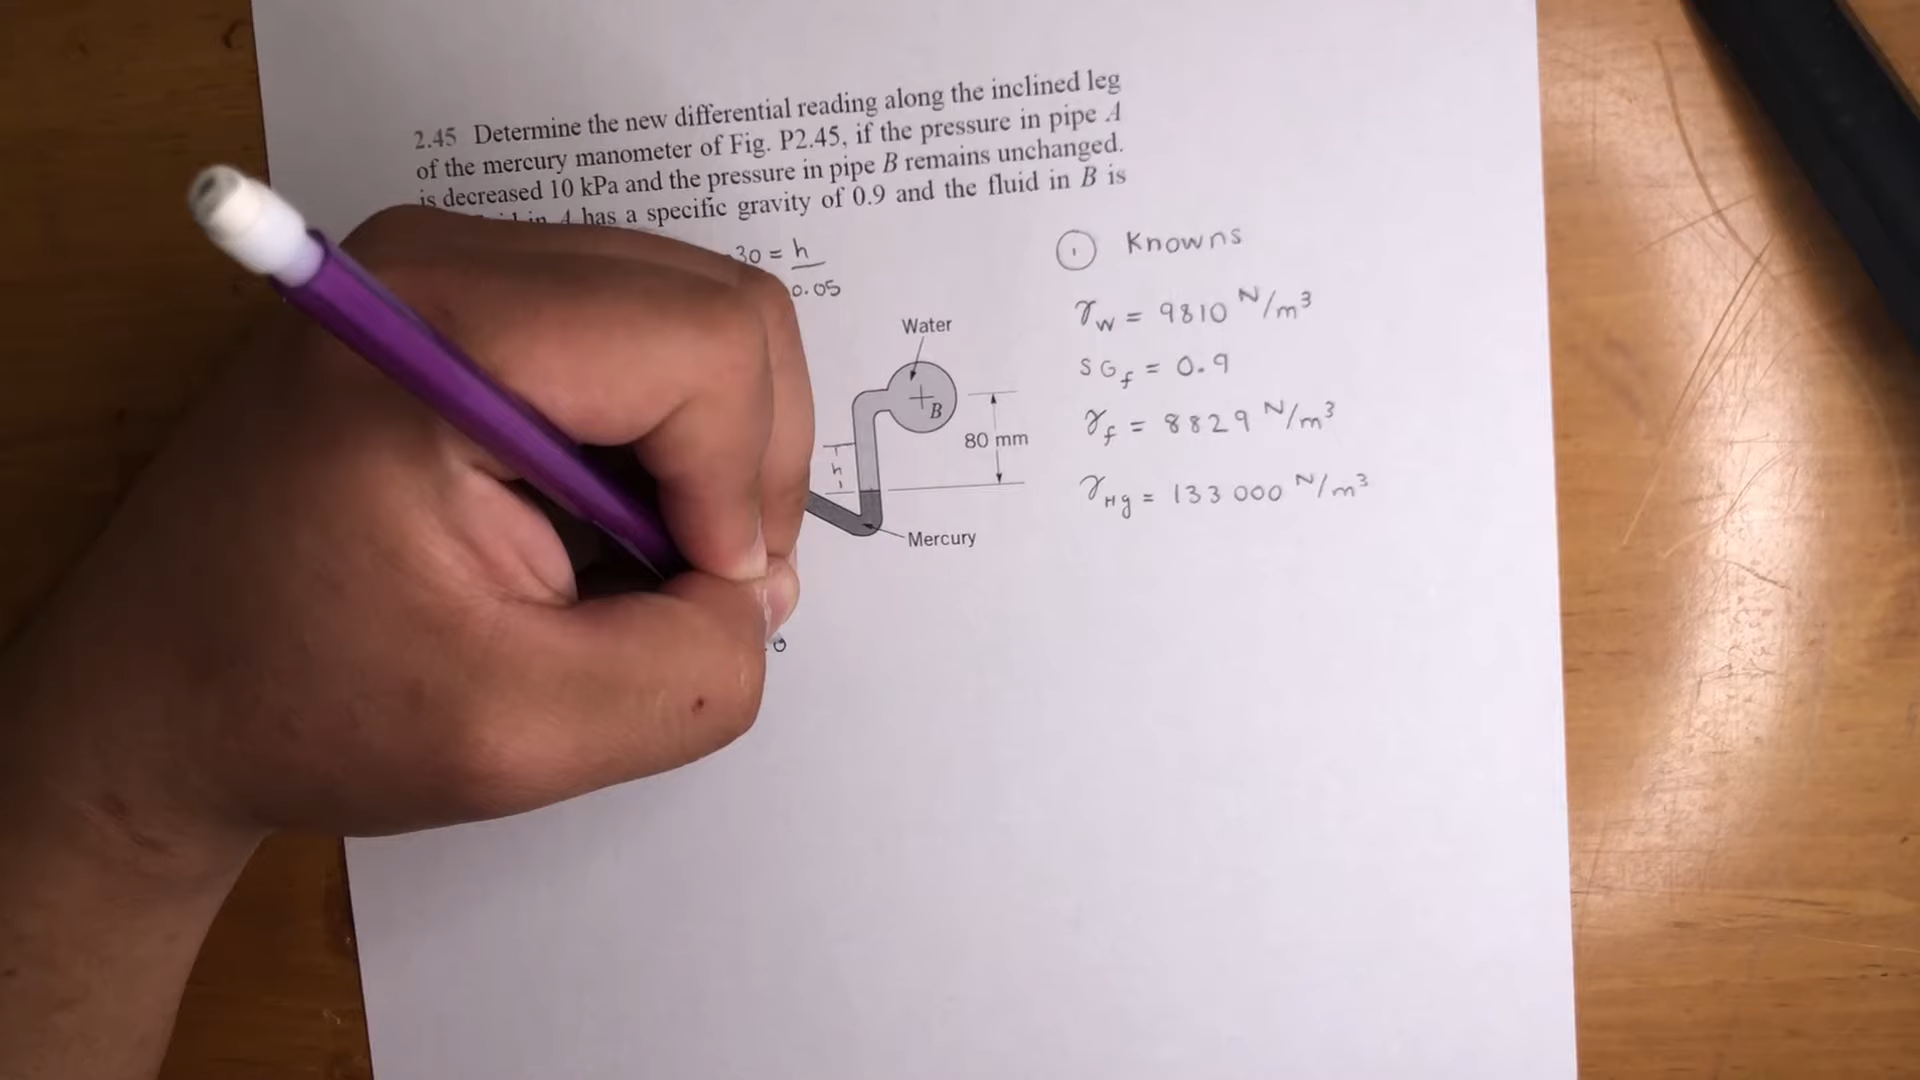 2.45 Determine the new differential reading along the inclined leg
of the mercury manometer of Fig. P2.45, if the pressure in pipe A
is decreased 10 kPa and the pressure in pipe B remains unchanged.
in A has a specific gravity of 0.9 and the fluid in B is
30 = h
0.05
Water
B
80 mm
h
Mercury
1 Knowns
γw = 9810 N/m³
SGf = 0.9
γf = 8829 N/m³
γHg = 133 000 N/m³